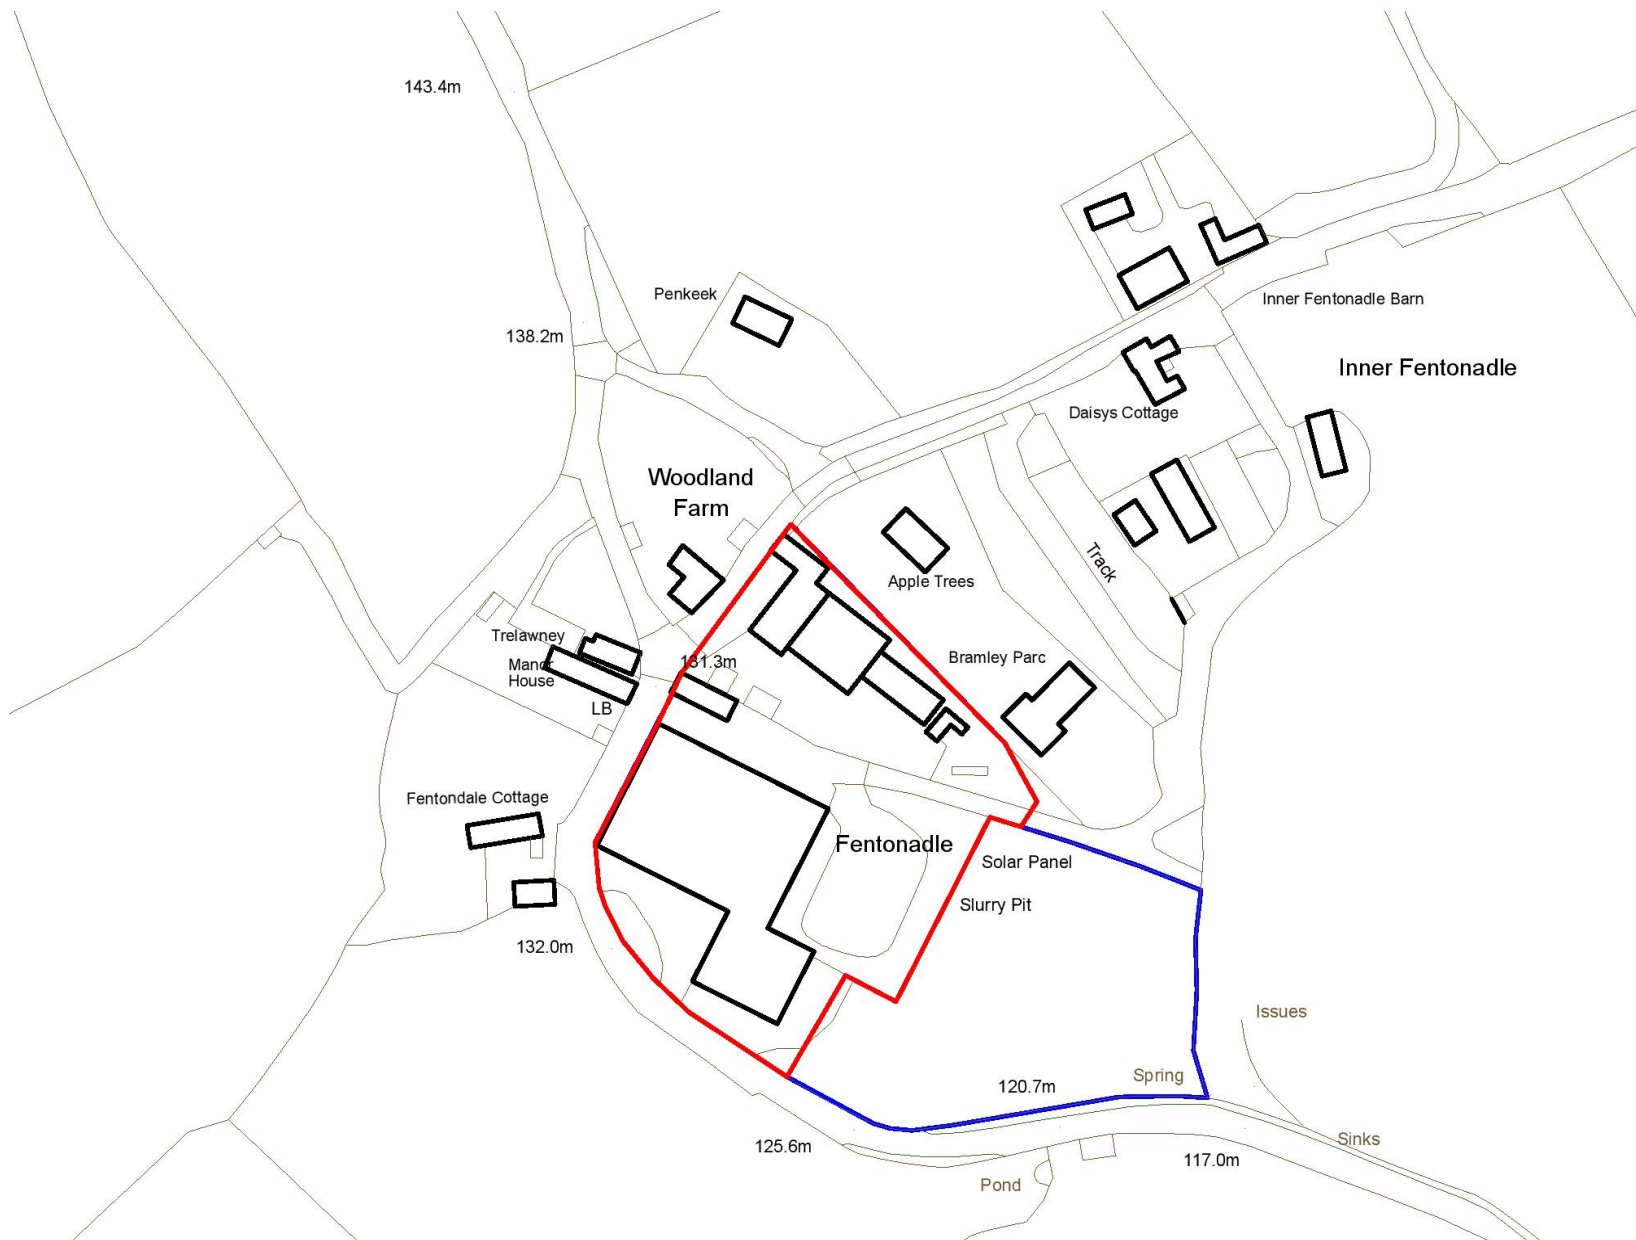 143.4m
138.2m
Penkeek
Inner Fentonadle Barn
Inner Fentonadle
Daisys Cottage
Woodland
Farm
Track
Apple Trees
Trelawney
Manor
House
LB
131.3m
Bramley Parc
Fentondale Cottage
Fentonadle
Solar Panel
Slurry Pit
132.0m
Issues
Spring
120.7m
125.6m
Sinks
117.0m
Pond